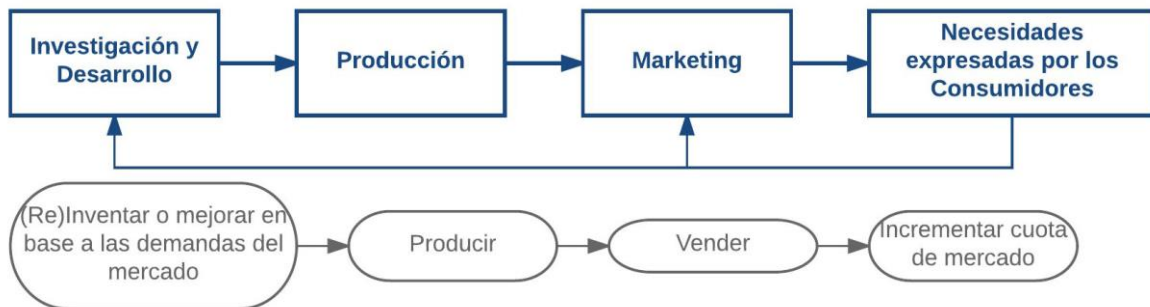 Investigación y
Desarrollo
Producción
Marketing
Necesidades
expresadas por los
Consumidores
(Re)Inventar o mejorar en
base a las demandas del
mercado
Producir
Vender
Incrementar cuota
de mercado